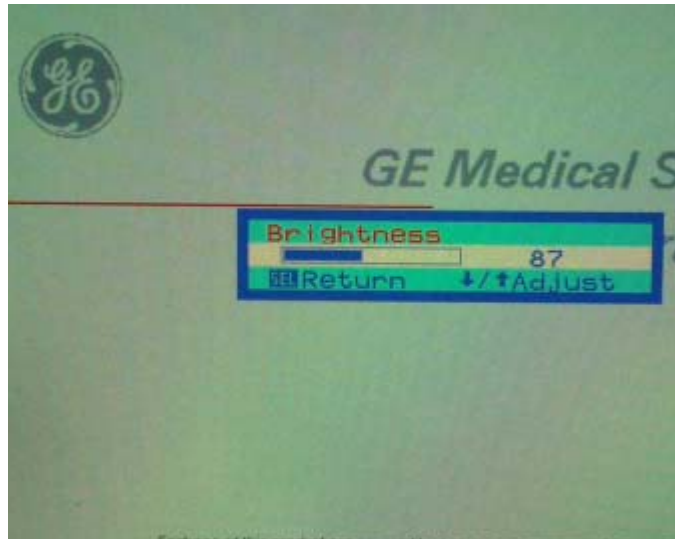 GE
GE Medical S
Brightness
87
SEL Return ↓/↑Adjust